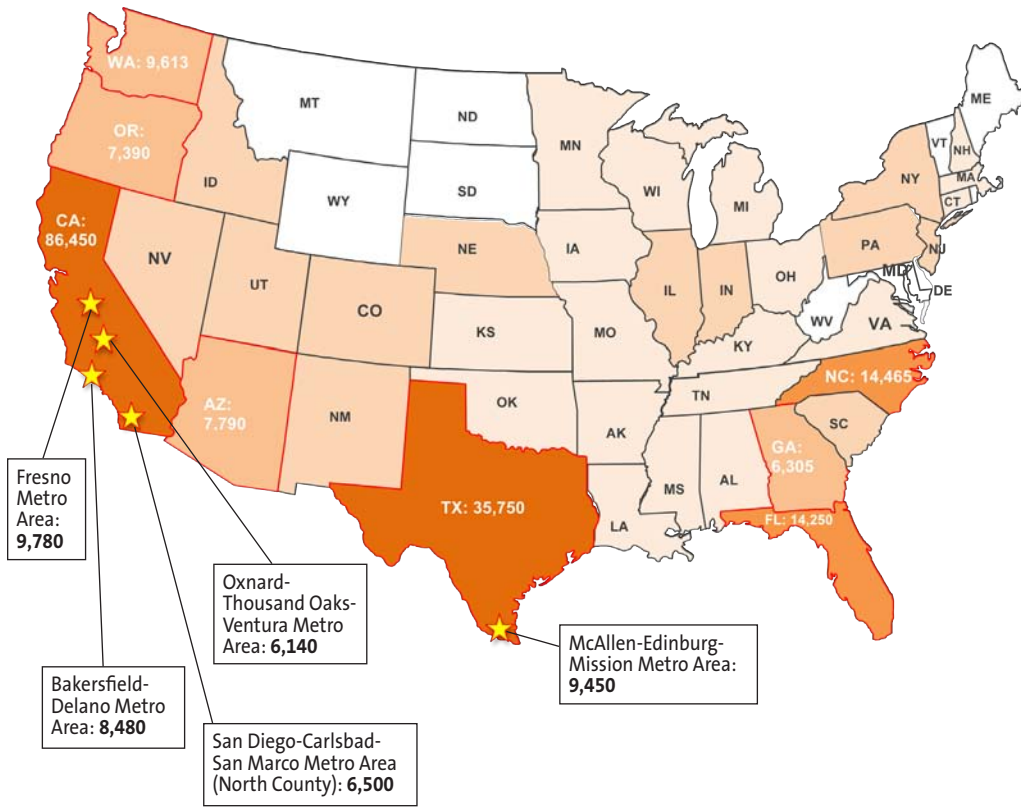 WA: 9,613
MT
ND
ME
OR:
7,390
MN
VT
NH
ID
SD
WI
NY
MA
WY
MI
CT
CA:
86,450
IA
PA
NE
NJ
NV
OH
MD
UT
IL
IN
DE
CO
WV
VA
KS
MO
KY
NC: 14,465
AZ:
7.790
NM
OK
TN
AK
SC
GA:
6,305
MS
AL
TX: 35,750
LA
FL: 14,250
Fresno
Metro
Area:
9,780
Oxnard-
Thousand Oaks-
Ventura Metro
Area: 6,140
McAllen-Edinburg-
Mission Metro Area:
9,450
Bakersfield-
Delano Metro
Area: 8,480
San Diego-Carlsbad-
San Marco Metro Area
(North County): 6,500